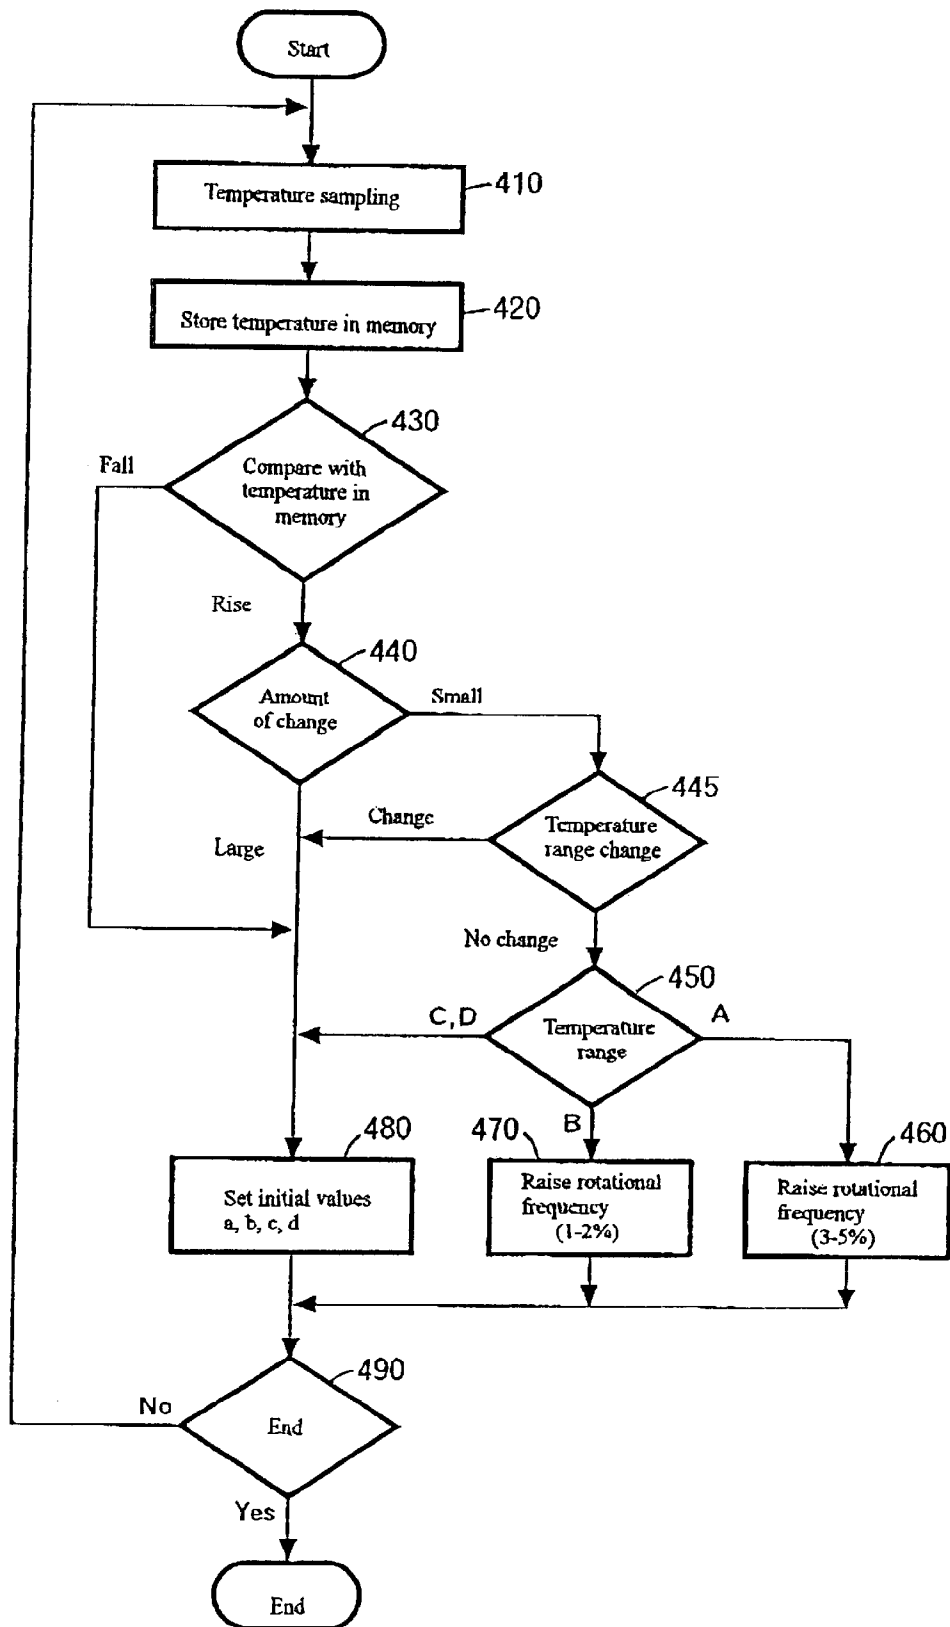 Start
Temperature sampling
410
Store temperature in memory
420
430
Fall
Compare with
temperature in
memory
Rise
440
Amount
of change
Small
445
Change
Temperature
range change
Large
No change
450
C, D
Temperature
range
A
B
480
Set initial values
a, b, c, d
470
Raise rotational
frequency
(1-2%)
460
Raise rotational
frequency
(3-5%)
490
No
End
Yes
End